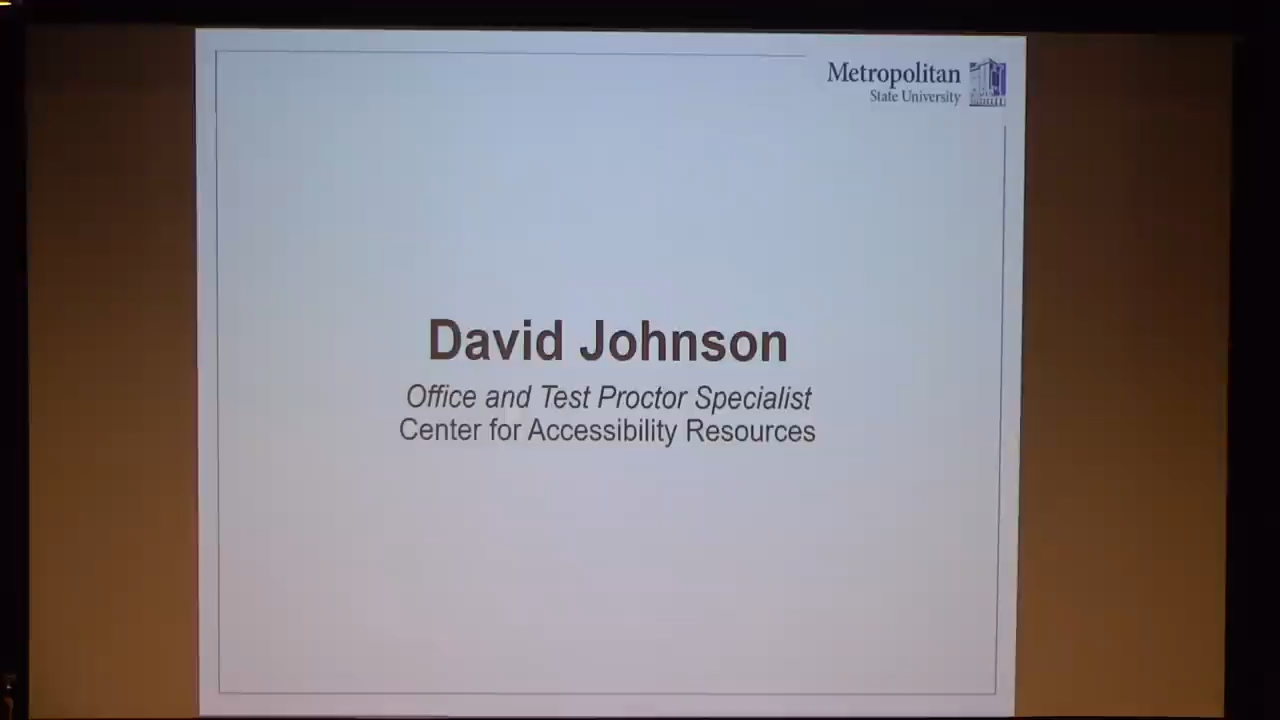 Metropolitan
State University
David Johnson
Office and Test Proctor Specialist
Center for Accessibility Resources